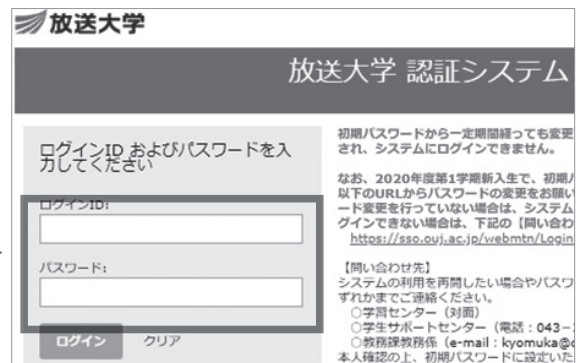 放送大学
放送大学 認証システム
ログインID およびパスワードを入
力してください
ログインID:
パスワード:
ログイン クリア
初期パスワードから一定期間経っても変更
され、システムにログインできません。
なお、2020年度第1学期新入生で、初期
以下のURLからパスワードの変更をお願い
ード変更を行っていない場合は、システム
グインできない場合は、下記の【問い合わ
https://sso.ouj.ac.jp/webmtn/Login
【問い合わせ先】
システムの利用を再開したい場合やパスワ
ずれかまでご連絡ください。
○学習センター（対面）
○学生サポートセンター（電話：043-
○教務課教務係（e-mail：kyomuka@
本人確認の上、初期パスワードに設定いた